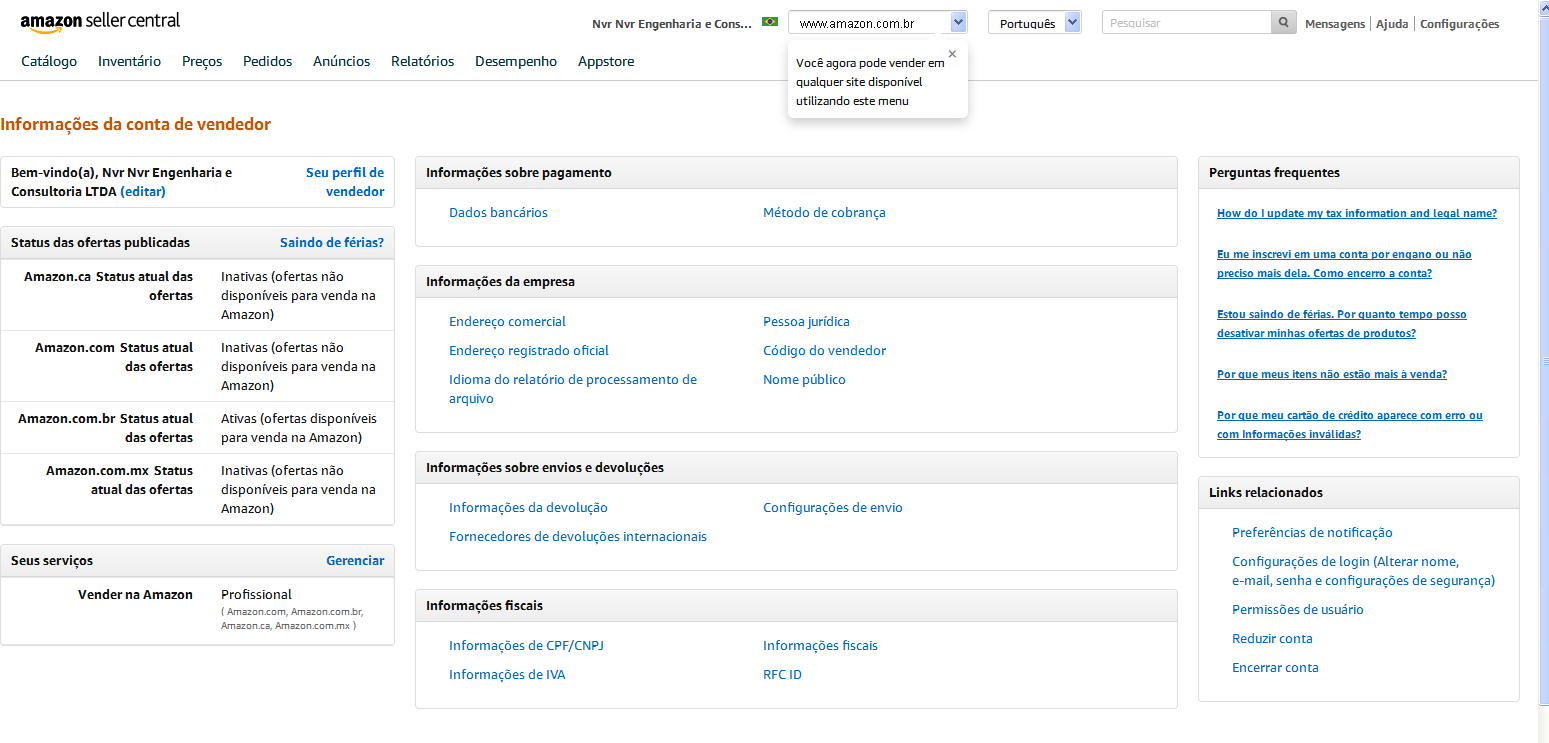 amazon seller central
Nvr Nvr Engenharia e Cons...
www.amazon.com.br
Português
Pesquisar
Mensagens | Ajuda | Configurações
Catálogo Inventário Preços Pedidos Anúncios Relatórios Desempenho Appstore
Você agora pode vender em
qualquer site disponível
utilizando este menu
×
Informações da conta de vendedor
Bem-vindo(a), Nvr Nvr Engenharia e
Consultoria LTDA (editar)
Seu perfil de
vendedor
Status das ofertas publicadas
Saindo de férias?
Amazon.ca Status atual das
ofertas
Inativas (ofertas não
disponíveis para venda na
Amazon)
Amazon.com Status atual
das ofertas
Inativas (ofertas não
disponíveis para venda na
Amazon)
Amazon.com.br Status atual
das ofertas
Ativas (ofertas disponíveis
para venda na Amazon)
Amazon.com.mx Status
atual das ofertas
Inativas (ofertas não
disponíveis para venda na
Amazon)
Seus serviços
Gerenciar
Vender na Amazon
Profissional
( Amazon.com, Amazon.com.br,
Amazon.ca, Amazon.com.mx )
Informações sobre pagamento
Dados bancários
Método de cobrança
Informações da empresa
Endereço comercial
Pessoa jurídica
Endereço registrado oficial
Código do vendedor
Idioma do relatório de processamento de
arquivo
Nome público
Informações sobre envios e devoluções
Informações da devolução
Configurações de envio
Fornecedores de devoluções internacionais
Informações fiscais
Informações de CPF/CNPJ
Informações fiscais
Informações de IVA
RFC ID
Perguntas frequentes
How do I update my tax information and legal name?
Eu me inscrevi em uma conta por engano ou não
preciso mais dela. Como encerro a conta?
Estou saindo de férias. Por quanto tempo posso
desativar minhas ofertas de produtos?
Por que meus itens não estão mais à venda?
Por que meu cartão de crédito aparece com erro ou
com Informações inválidas?
Links relacionados
Preferências de notificação
Configurações de login (Alterar nome,
e-mail, senha e configurações de segurança)
Permissões de usuário
Reduzir conta
Encerrar conta